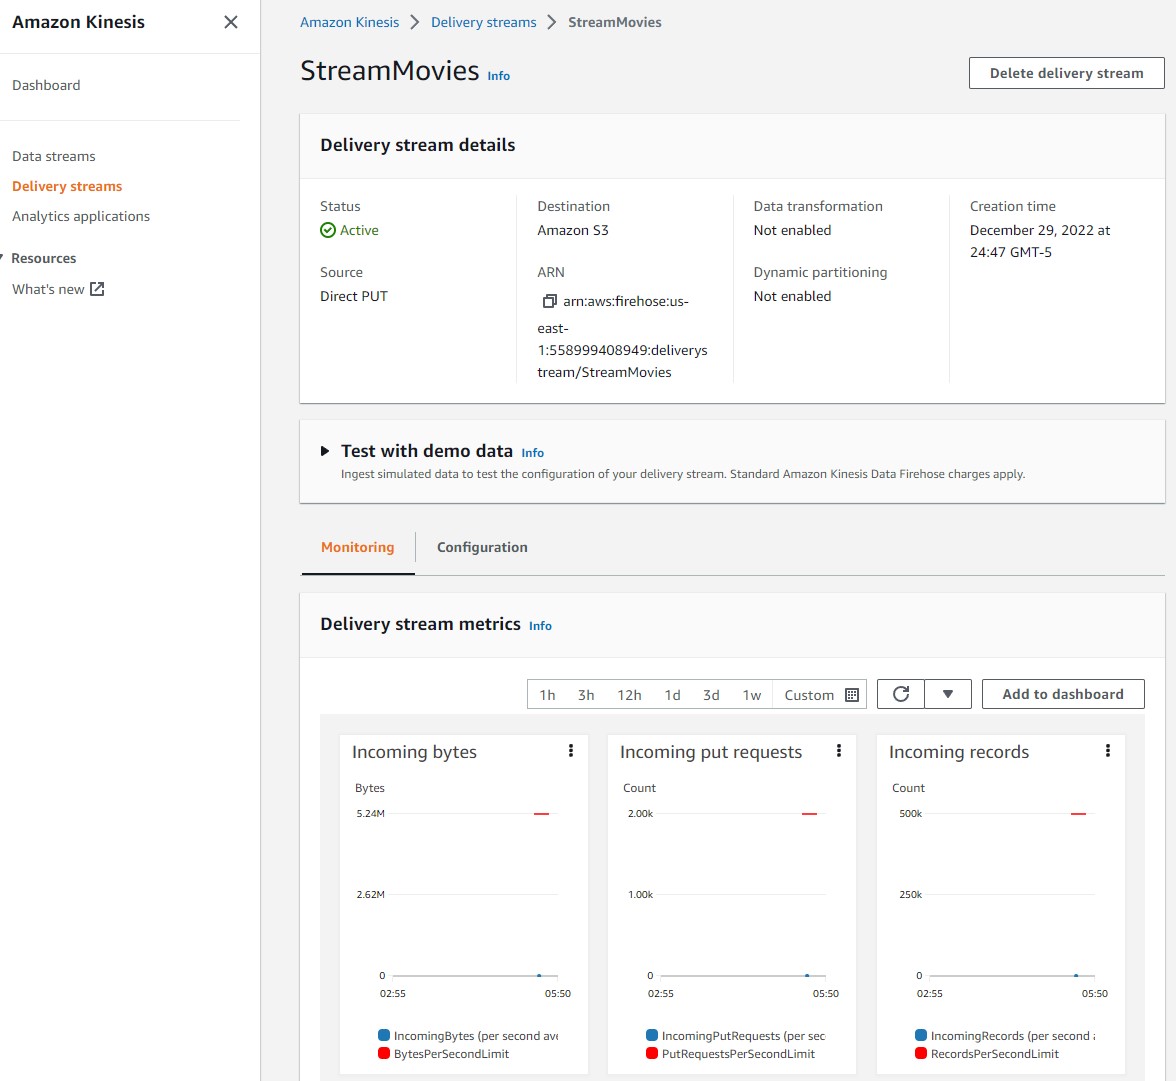 Amazon Kinesis
Dashboard
Data streams
Delivery streams
Analytics applications
Resources
What's new
Amazon Kinesis > Delivery streams > StreamMovies
StreamMovies Info
Delete delivery stream
Delivery stream details
Status
Active
Source
Direct PUT
Destination
Amazon S3
ARN
arn:aws:firehose:us-
east-
1:558999408949:deliverys
tream/StreamMovies
Data transformation
Not enabled
Dynamic partitioning
Not enabled
Creation time
December 29, 2022 at
24:47 GMT-5
Test with demo data Info
Ingest simulated data to test the configuration of your delivery stream. Standard Amazon Kinesis Data Firehose charges apply.
Monitoring
Configuration
Delivery stream metrics Info
1h 3h 12h 1d 3d 1w Custom
Add to dashboard
Incoming bytes
Bytes
5.24M
2.62M
0
02:55 05:50
IncomingBytes (per second ave
BytesPerSecondLimit
Incoming put requests
Count
2.00k
1.00k
0
02:55 05:50
IncomingPutRequests (per sec
PutRequestsPerSecondLimit
Incoming records
Count
500k
250k
0
02:55 05:50
IncomingRecords (per second a
RecordsPerSecondLimit